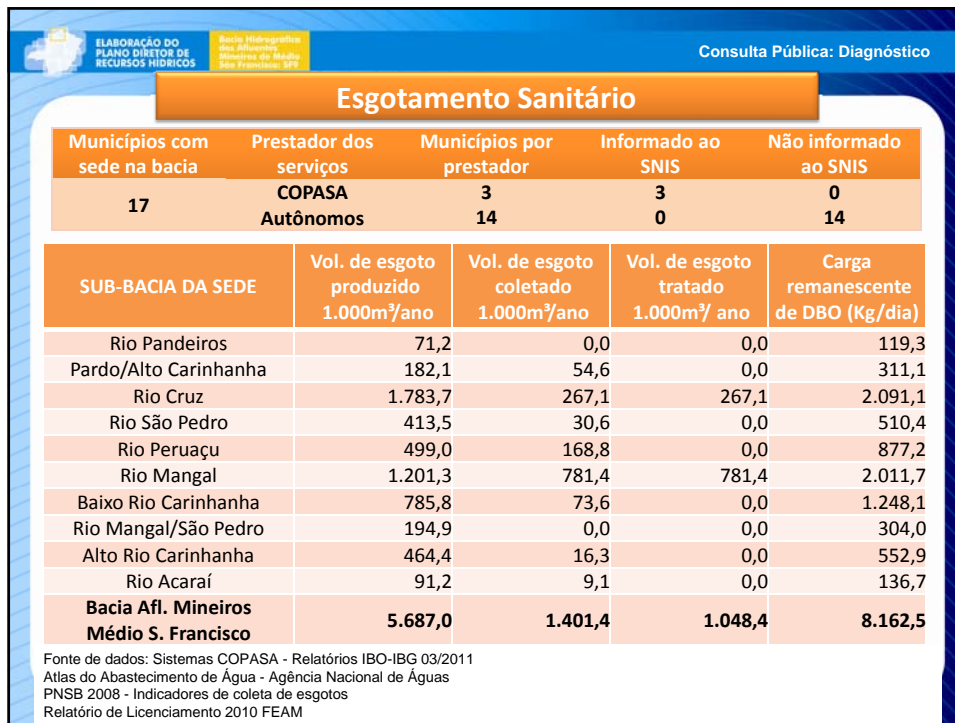 ELABORAÇÃO DO
PLANO DIRETOR DE
RECURSOS HÍDRICOS
Bacia Hidrográfica
dos Afluentes
Mineiros do Médio
São Francisco: SF9
Consulta Pública: Diagnóstico
Esgotamento Sanitário
Municípios com sede na bacia Prestador dos serviços Municípios por prestador Informado ao SNIS Não informado ao SNIS
17 COPASA 3 3 0
Autônomos 14 0 14
SUB-BACIA DA SEDE Vol. de esgoto produzido 1.000m³/ano Vol. de esgoto coletado 1.000m³/ano Vol. de esgoto tratado 1.000m³/ ano Carga remanescente de DBO (Kg/dia)
Rio Pandeiros 71,2 0,0 0,0 119,3
Pardo/Alto Carinhanha 182,1 54,6 0,0 311,1
Rio Cruz 1.783,7 267,1 267,1 2.091,1
Rio São Pedro 413,5 30,6 0,0 510,4
Rio Peruaçu 499,0 168,8 0,0 877,2
Rio Mangal 1.201,3 781,4 781,4 2.011,7
Baixo Rio Carinhanha 785,8 73,6 0,0 1.248,1
Rio Mangal/São Pedro 194,9 0,0 0,0 304,0
Alto Rio Carinhanha 464,4 16,3 0,0 552,9
Rio Acaraí 91,2 9,1 0,0 136,7
Bacia Afl. Mineiros Médio S. Francisco 5.687,0 1.401,4 1.048,4 8.162,5
Fonte de dados: Sistemas COPASA - Relatórios IBO-IBG 03/2011
Atlas do Abastecimento de Água - Agência Nacional de Águas
PNSB 2008 - Indicadores de coleta de esgotos
Relatório de Licenciamento 2010 FEAM